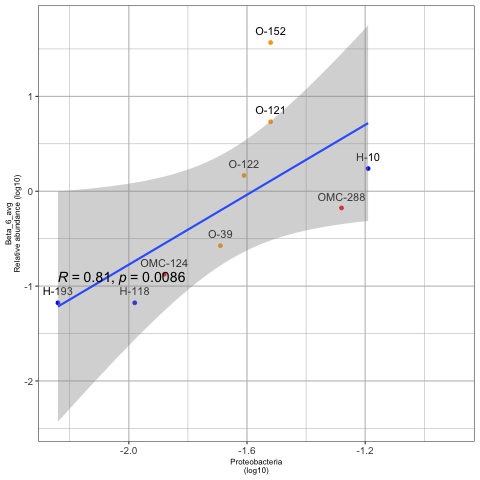 O-152
1
O-121
O-122
H-10
0
OMC-288
O-39
OMC-124
R = 0.81, p = 0.0086
-1
H-193
H-118
-2
-2.0
-1.6
-1.2
Beta_6_avg
Relative abundance (log10)
Proteobacteria
(log10)